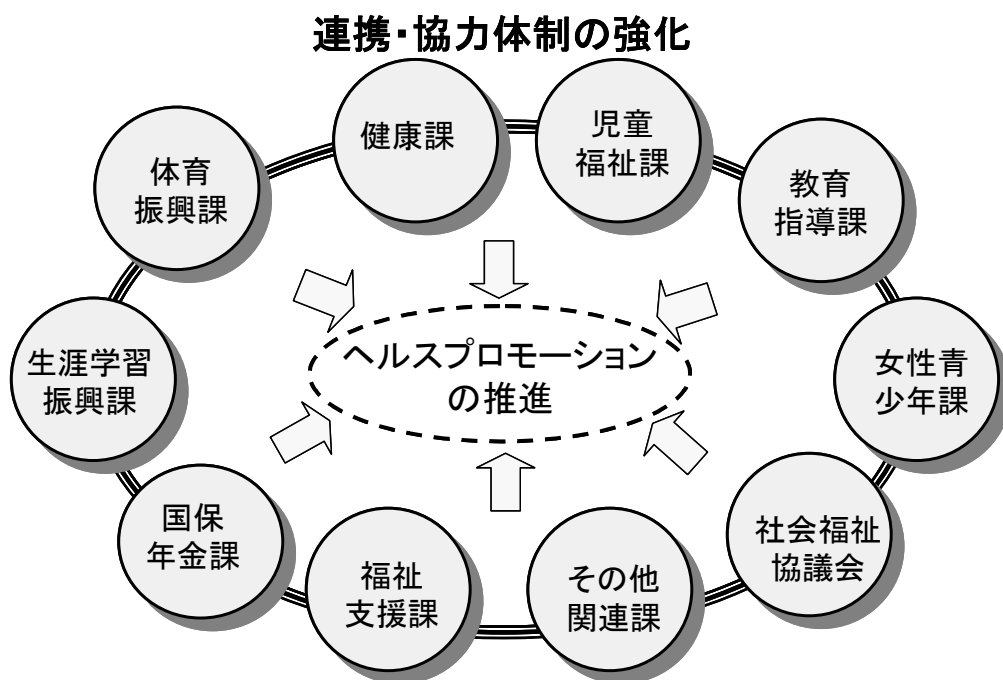 連携・協力体制の強化
健康課
児童
福祉課
体育
振興課
教育
指導課
生涯学習
振興課
ヘルスプロモーション
の推進
女性青
少年課
国保
年金課
社会福祉
協議会
福祉
支援課
その他
関連課